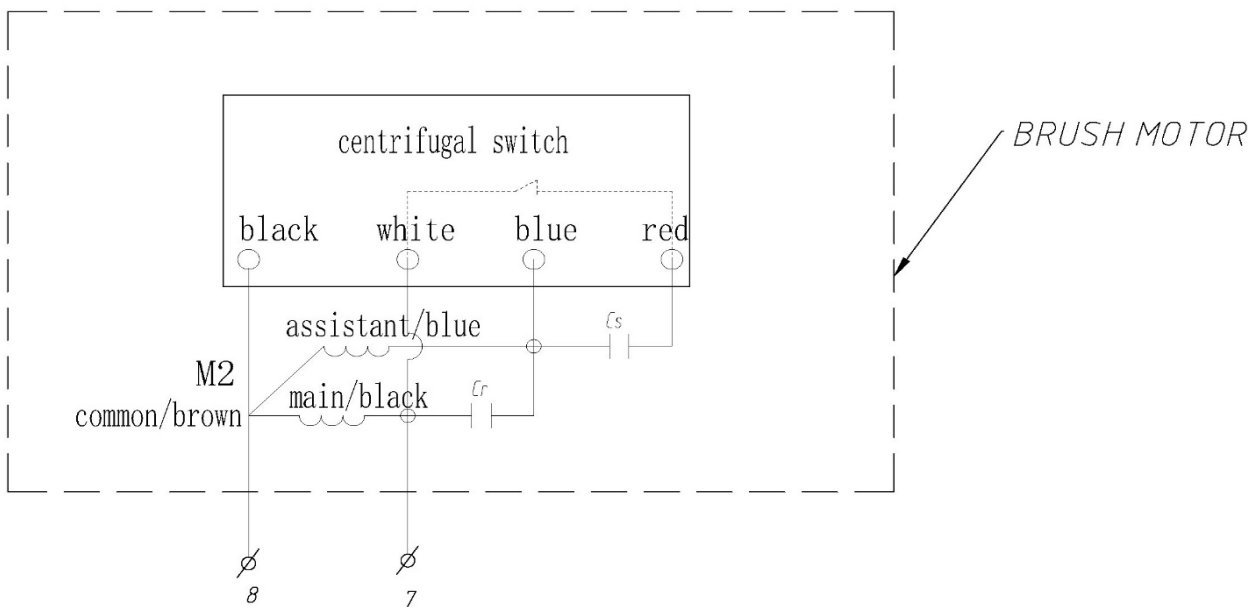 BRUSH MOTOR
centrifugal switch
black white blue red
assistant/blue
Cs
M2
main/black
Cr
common/brown
8
7